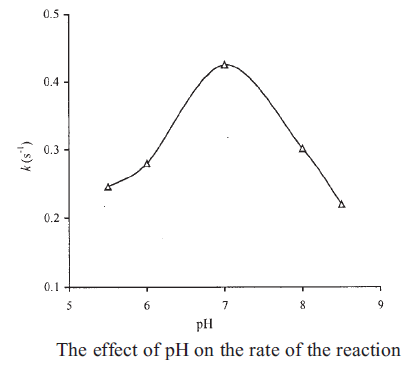 0.5
0.4
0.3
0.2
0.1
k (s⁻¹)
5 6 7 8 9
pH
The effect of pH on the rate of the reaction